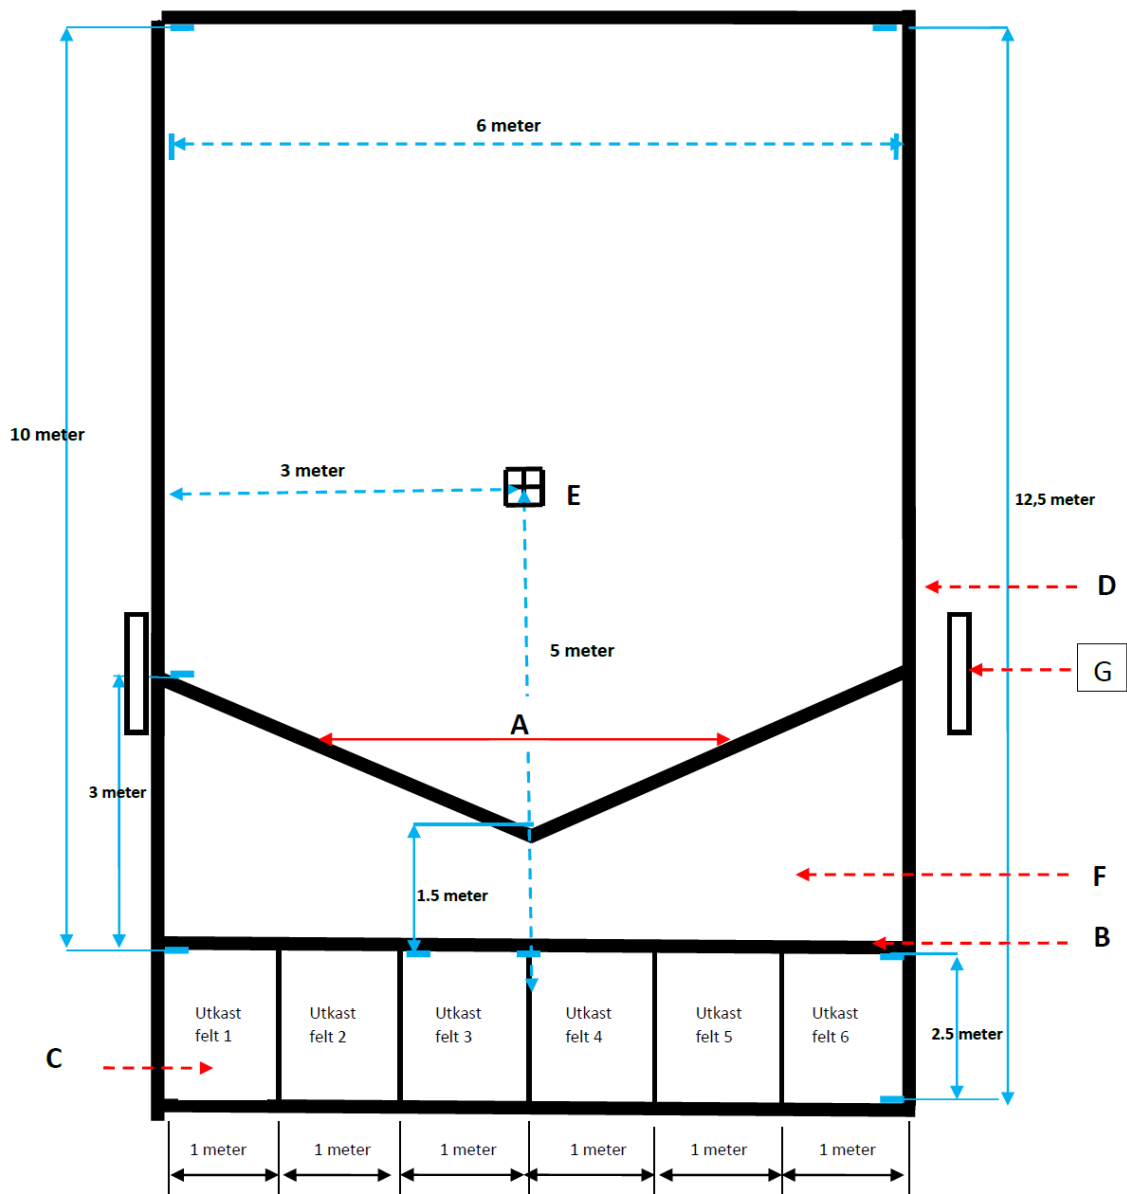 6 meter
10 meter
3 meter
E
12,5 meter
D
5 meter
G
A
3 meter
1.5 meter
F
B
Utkast
felt 1
Utkast
felt 2
Utkast
felt 3
Utkast
felt 4
Utkast
felt 5
Utkast
felt 6
2.5 meter
C
1 meter
1 meter
1 meter
1 meter
1 meter
1 meter